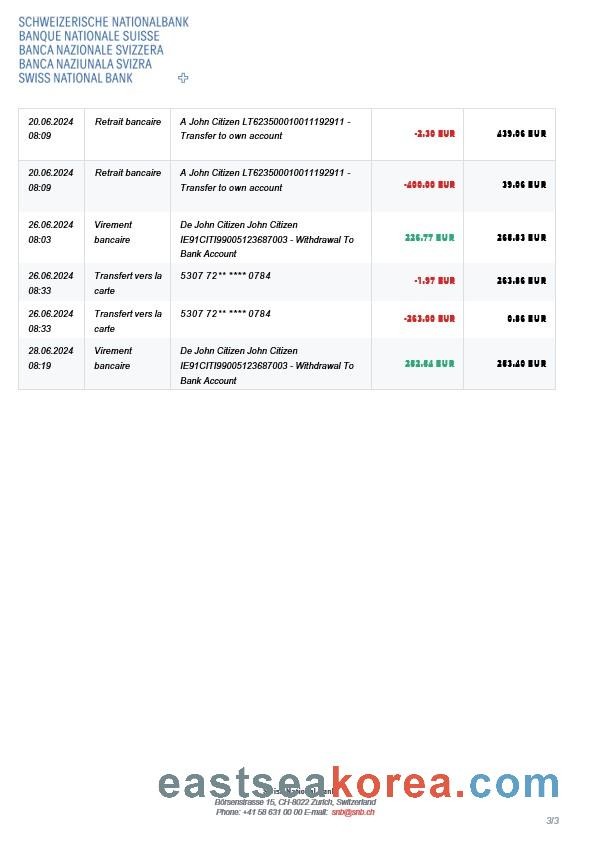 SCHWEIZERISCHE NATIONALBANK
BANQUE NATIONALE SUISSE
BANCA NAZIONALE SVIZZERA
BANCA NAZIUNALA SVIZRA
SWISS NATIONAL BANK
20.06.2024 Retrait bancaire A John Citizen LT623500010011192911 -
08:09 Transfer to own account -2.30 EUR 439.06 EUR
20.06.2024 Retrait bancaire A John Citizen LT623500010011192911 -
08:09 Transfer to own account -400.00 EUR 39.06 EUR
26.06.2024 Virement De John Citizen John Citizen
08:03 bancaire IE91CITI99005123687003 - Withdrawal To 226.77 EUR 265.83 EUR
Bank Account
26.06.2024 Transfert vers la 5307 72** **** 0784 -1.97 EUR 263.86 EUR
08:33 carte
26.06.2024 Transfert vers la 5307 72** **** 0784 -263.00 EUR 0.86 EUR
08:33 carte
28.06.2024 Virement De John Citizen John Citizen
08:19 bancaire IE91CITI99005123687003 - Withdrawal To 282.54 EUR 283.40 EUR
Bank Account
eastseakorea.com
Swiss National Bank
Börsenstrasse 15, CH-8022 Zurich, Switzerland
Phone: +41 58 631 00 00 E-mail: snb@snb.ch
3/3